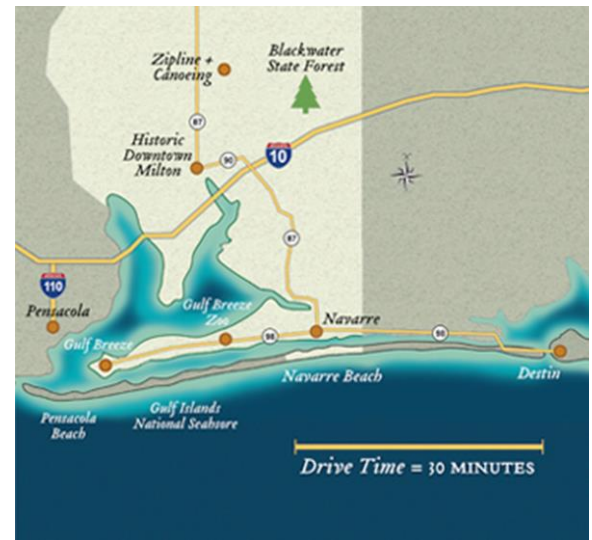 Zipline +
Canoeing
Blackwater
State Forest
87
Historic
Downtown
Milton
90
10
87
110
Pensacola
Gulf Breeze
Zoo
Navarre
98
98
Gulf Breeze
Navarre Beach
Destin
Pensacola
Beach
Gulf Islands
National Seahsore
Drive Time = 30 MINUTES